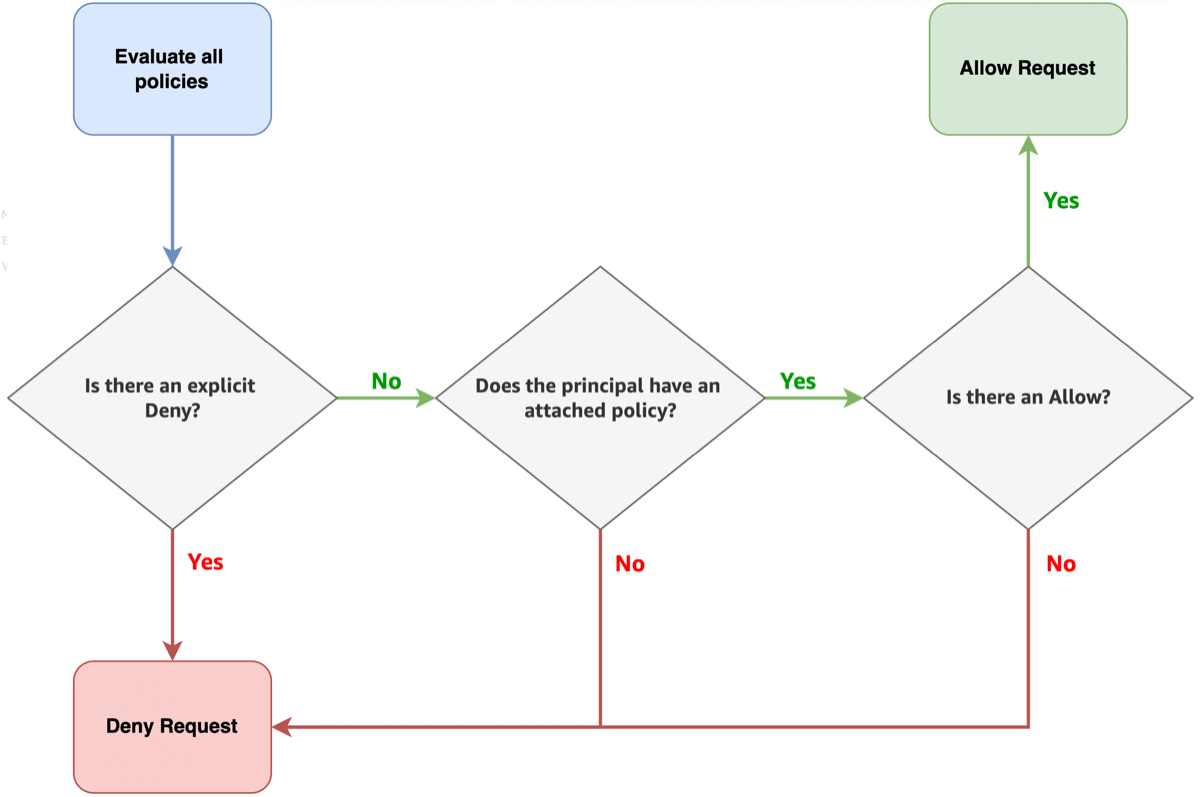 Evaluate all
policies
Allow Request
Yes
Is there an explicit
Deny?
No
Does the principal have an
attached policy?
Yes
Is there an Allow?
Yes
No
No
Deny Request